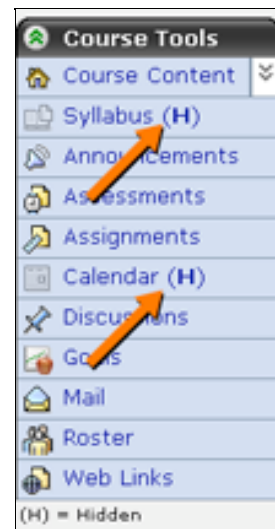 Course Tools
Course Content
Syllabus (H)
Announcements
Assessments
Assignments
Calendar (H)
Discussions
Goals
Mail
Roster
Web Links
(H) = Hidden